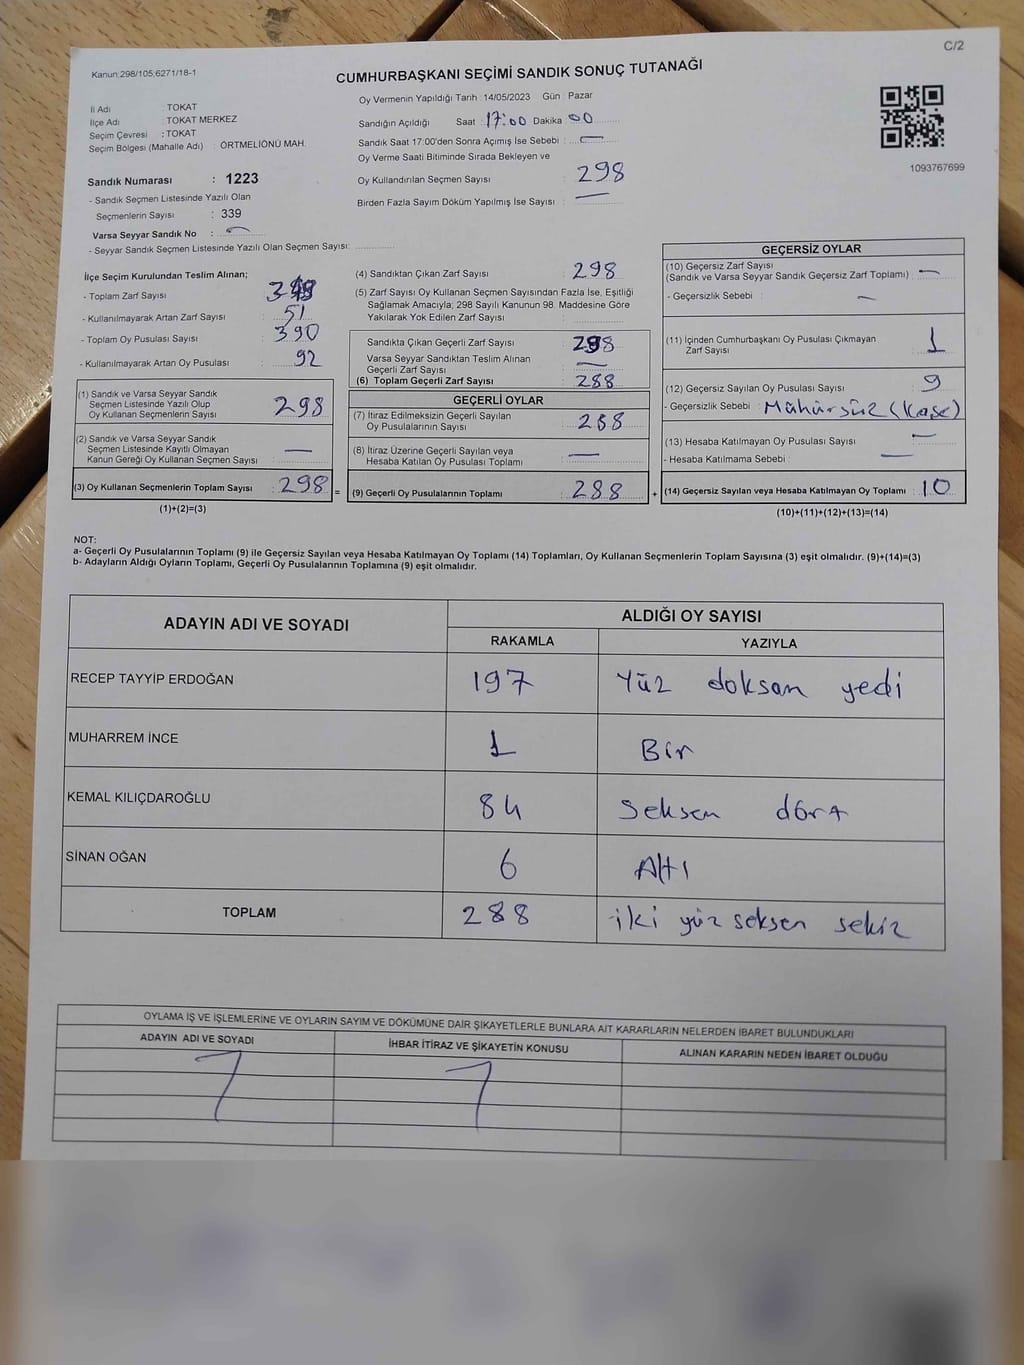 C/2
Kanun:298/105;6271/18-1
CUMHURBAŞKANI SEÇİMİ SANDIK SONUÇ TUTANAĞI
İl Adı : TOKAT
İlçe Adı : TOKAT MERKEZ
Seçim Çevresi : TOKAT
Seçim Bölgesi (Mahalle Adı) : ÖRTMELİÖNÜ MAH.
Oy Vermenin Yapıldığı Tarih :14/05/2023 Gün : Pazar
Sandığın Açıldığı Saat : 17:00 Dakika : 00
Sandık Saat 17:00'den Sonra Açımış İse Sebebi : —
Oy Verme Saati Bitiminde Sırada Bekleyen ve
Oy Kullandırılan Seçmen Sayısı : 298
Birden Fazla Sayım Döküm Yapılmış İse Sayısı : —
1093767699
Sandık Numarası : 1223
- Sandık Seçmen Listesinde Yazılı Olan
Seçmenlerin Sayısı : 339
Varsa Seyyar Sandık No : —
- Seyyar Sandık Seçmen Listesinde Yazılı Olan Seçmen Sayısı:
İlçe Seçim Kurulundan Teslim Alınan;
- Toplam Zarf Sayısı :
- Kullanılmayarak Artan Zarf Sayısı : 51
- Toplam Oy Pusulası Sayısı : 390
- Kullanılmayarak Artan Oy Pusulası : 92
(1) Sandık ve Varsa Seyyar Sandık
Seçmen Listesinde Yazılı Olup
Oy Kullanan Seçmenlerin Sayısı : 298
(2) Sandık ve Varsa Seyyar Sandık
Seçmen Listesinde Kayıtlı Olmayan
Kanun Gereği Oy Kullanan Seçmen Sayısı : —
(3) Oy Kullanan Seçmenlerin Toplam Sayısı : 298 =
(1)+(2)=(3)
(4) Sandıktan Çıkan Zarf Sayısı : 298
(5) Zarf Sayısı Oy Kullanan Seçmen Sayısından Fazla İse, Eşitliği
Sağlamak Amacıyla; 298 Sayılı Kanunun 98. Maddesine Göre
Yakılarak Yok Edilen Zarf Sayısı :
Sandıkta Çıkan Geçerli Zarf Sayısı : 298
Varsa Seyyar Sandıktan Teslim Alınan
Geçerli Zarf Sayısı : —
(6) Toplam Geçerli Zarf Sayısı : 288
GEÇERLİ OYLAR
(7) İtiraz Edilmeksizin Geçerli Sayılan
Oy Pusulalarının Sayısı : 288
(8) İtiraz Üzerine Geçerli Sayılan veya
Hesaba Katılan Oy Pusulası Toplamı : —
(9) Geçerli Oy Pusulalarının Toplamı : 288 +
GEÇERSİZ OYLAR
(10) Geçersiz Zarf Sayısı
(Sandık ve Varsa Seyyar Sandık Geçersiz Zarf Toplamı) : —
- Geçersizlik Sebebi : —
(11) İçinden Cumhurbaşkanı Oy Pusulası Çıkmayan
Zarf Sayısı : 1
(12) Geçersiz Sayılan Oy Pusulası Sayısı : 9
- Geçersizlik Sebebi : Mühürsüz (Kaşe)
(13) Hesaba Katılmayan Oy Pusulası Sayısı : —
- Hesaba Katılmama Sebebi : —
(14) Geçersiz Sayılan veya Hesaba Katılmayan Oy Toplamı : 10
(10)+(11)+(12)+(13)=(14)
NOT:
a- Geçerli Oy Pusulalarının Toplamı (9) ile Geçersiz Sayılan veya Hesaba Katılmayan Oy Toplamı (14) Toplamları, Oy Kullanan Seçmenlerin Toplam Sayısına (3) eşit olmalıdır. (9)+(14)=(3)
b- Adayların Aldığı Oyların Toplamı, Geçerli Oy Pusulalarının Toplamına (9) eşit olmalıdır.
ADAYIN ADI VE SOYADI ALDIĞI OY SAYISI
RAKAMLA YAZIYLA
RECEP TAYYİP ERDOĞAN 197 Yüz doksan yedi
MUHARREM İNCE 1 Bir
KEMAL KILIÇDAROĞLU 84 Seksen dört
SİNAN OĞAN 6 Altı
TOPLAM 288 iki yüz seksen sekiz
OYLAMA İŞ VE İŞLEMLERİNE VE OYLARIN SAYIM VE DÖKÜMÜNE DAİR ŞİKAYETLERLE BUNLARA AİT KARARLARIN NELERDEN İBARET BULUNDUKLARI
ADAYIN ADI VE SOYADI İHBAR İTİRAZ VE ŞİKAYETİN KONUSU ALINAN KARARIN NEDEN İBARET OLDUĞU